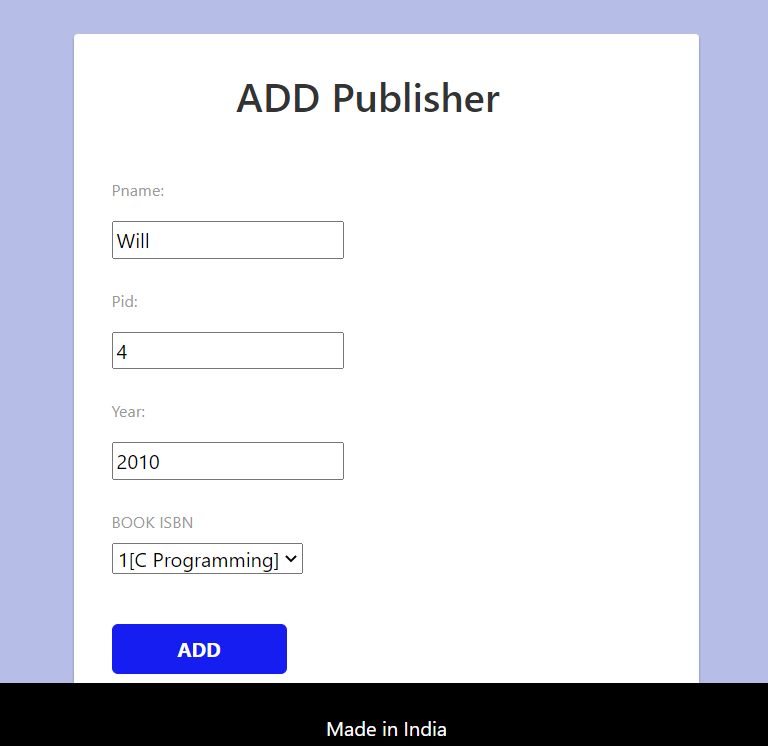 ADD Publisher
Pname:
Will
Pid:
4
Year:
2010
BOOK ISBN
1[C Programming]
ADD
Made in India